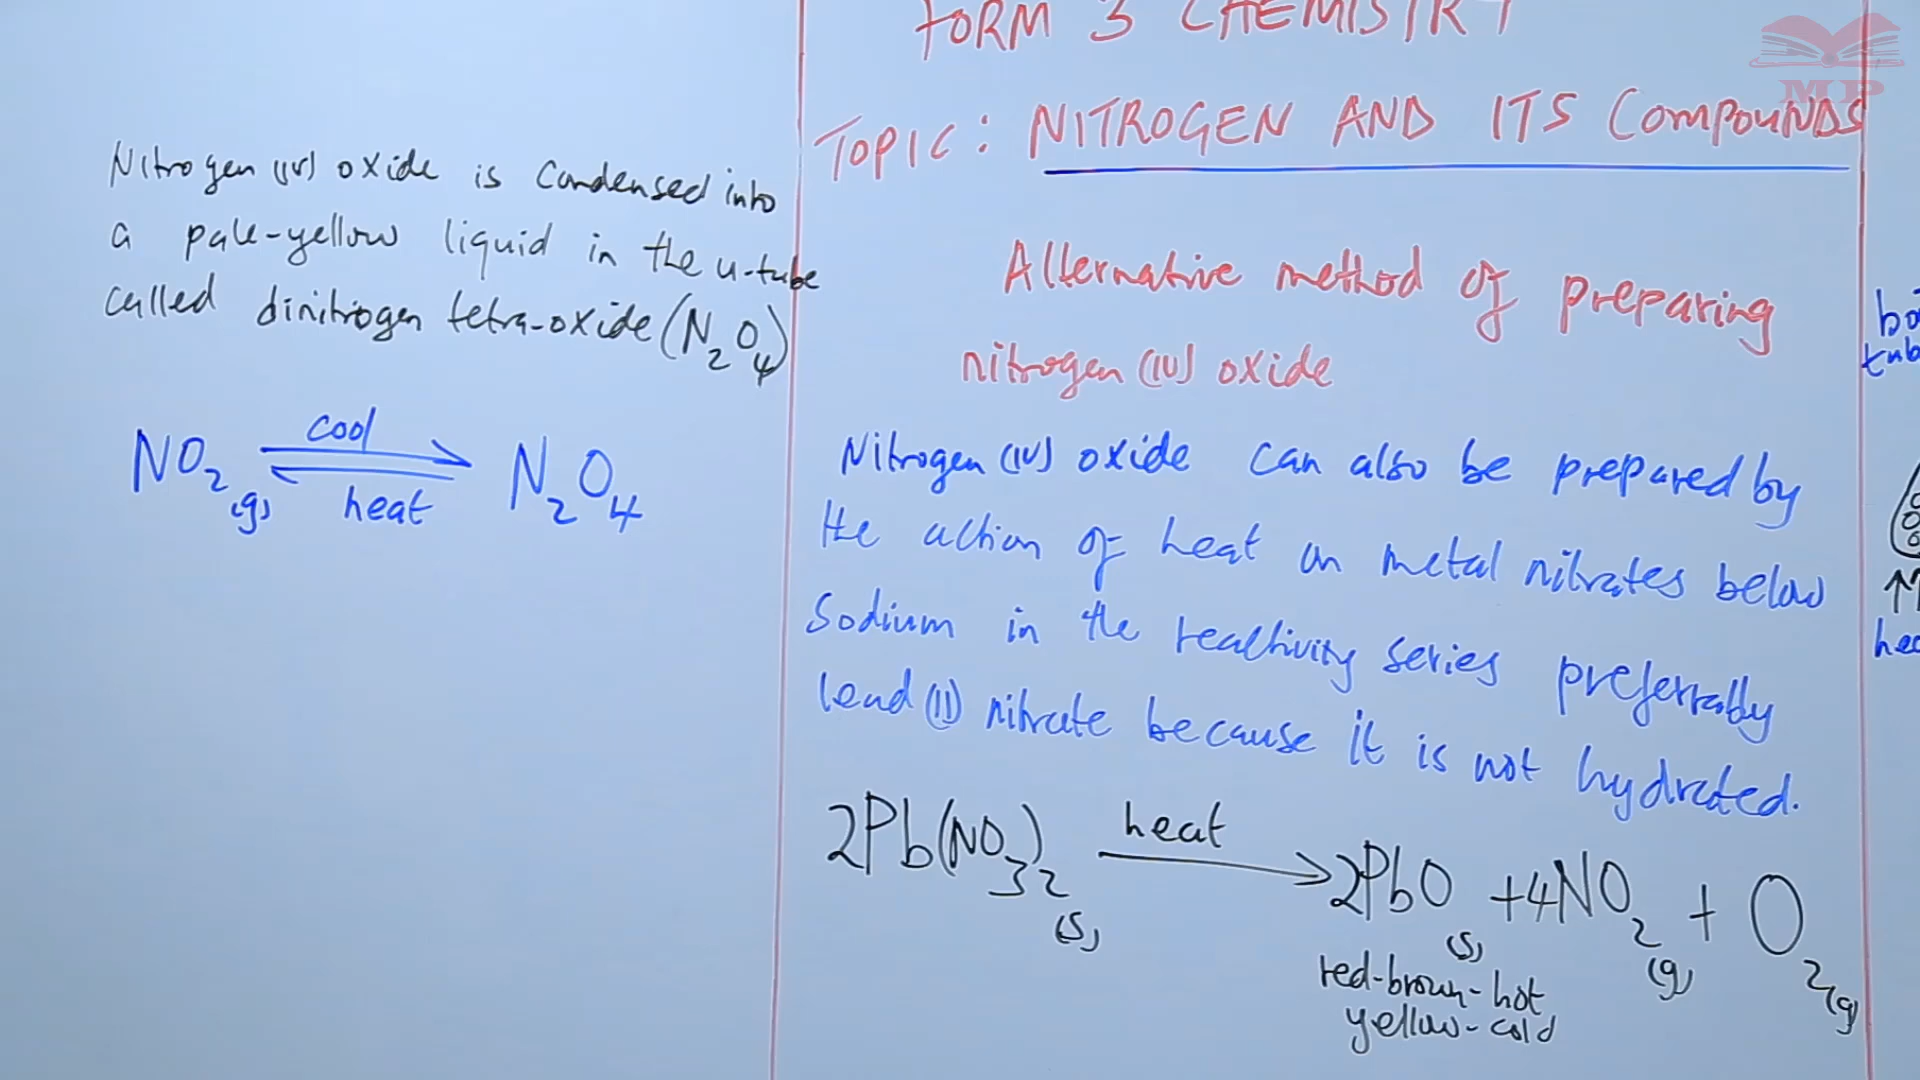 Nitrogen (IV) oxide is condensed into
a pale-yellow liquid in the u-tube
called dinitrogen tetra-oxide (N₂O₄)
cool
NO₂(g) ⇌ N₂O₄
heat
FORM 3 CHEMISTRY
TOPIC: NITROGEN AND ITS COMPOUNDS
Alternative method of preparing
nitrogen (IV) oxide
Nitrogen (IV) oxide can also be prepared by
the action of heat on metal nitrates below
Sodium in the reactivity series preferrably
lead (II) nitrate because it is not hydrated.
heat
2Pb(NO₃)₂(s) → 2PbO(s) + 4NO₂(g) + O₂(g)
red-brown-hot
yellow-cold
MP